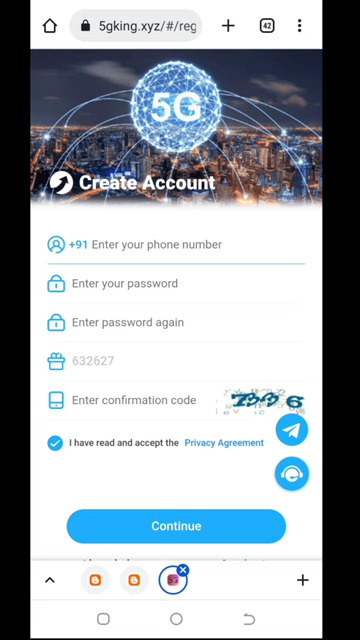 5gking.xyz/#/reg
42
5G
Create Account
+91 Enter your phone number
Enter your password
Enter password again
632627
Enter confirmation code
I have read and accept the Privacy Agreement
Continue